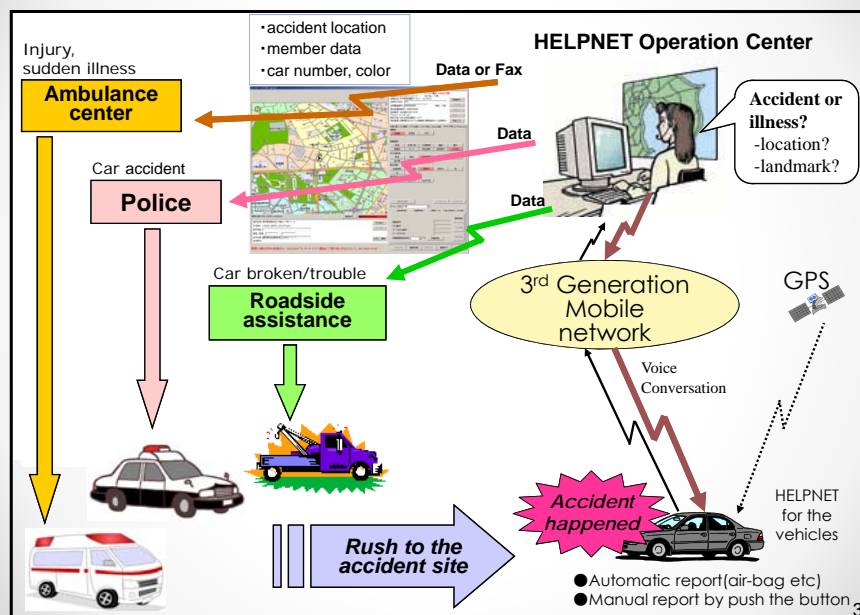 ・accident location
・member data
・car number, color
HELPNET Operation Center
Injury,
sudden illness
Ambulance
center
Data or Fax
Accident or
illness?
-location?
-landmark?
Data
Car accident
Police
Data
Car broken/trouble
Roadside
assistance
3rd Generation
Mobile
network
GPS
Voice
Conversation
Accident
happened
HELPNET
for the
vehicles
Rush to the
accident site
●Automatic report(air-bag etc)
●Manual report by push the button
3